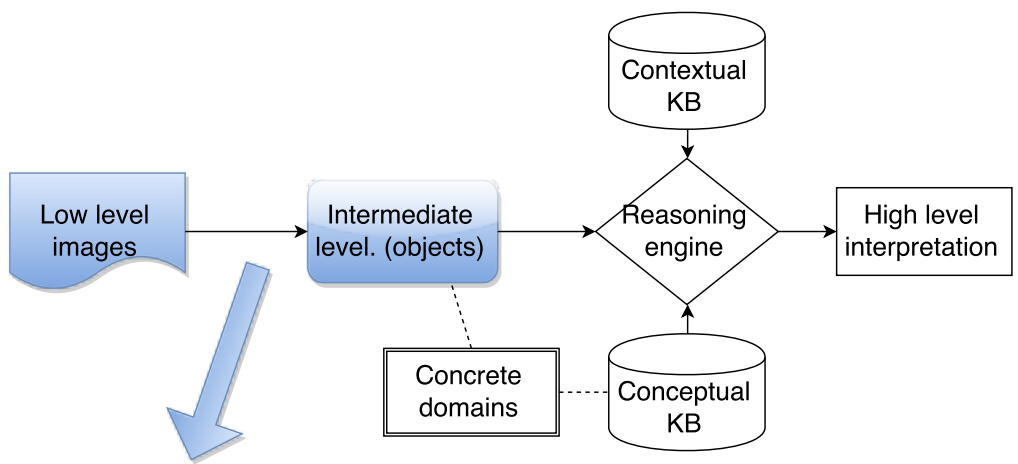 Contextual
KB
Low level
images
Intermediate
level. (objects)
Reasoning
engine
High level
interpretation
Concrete
domains
Conceptual
KB